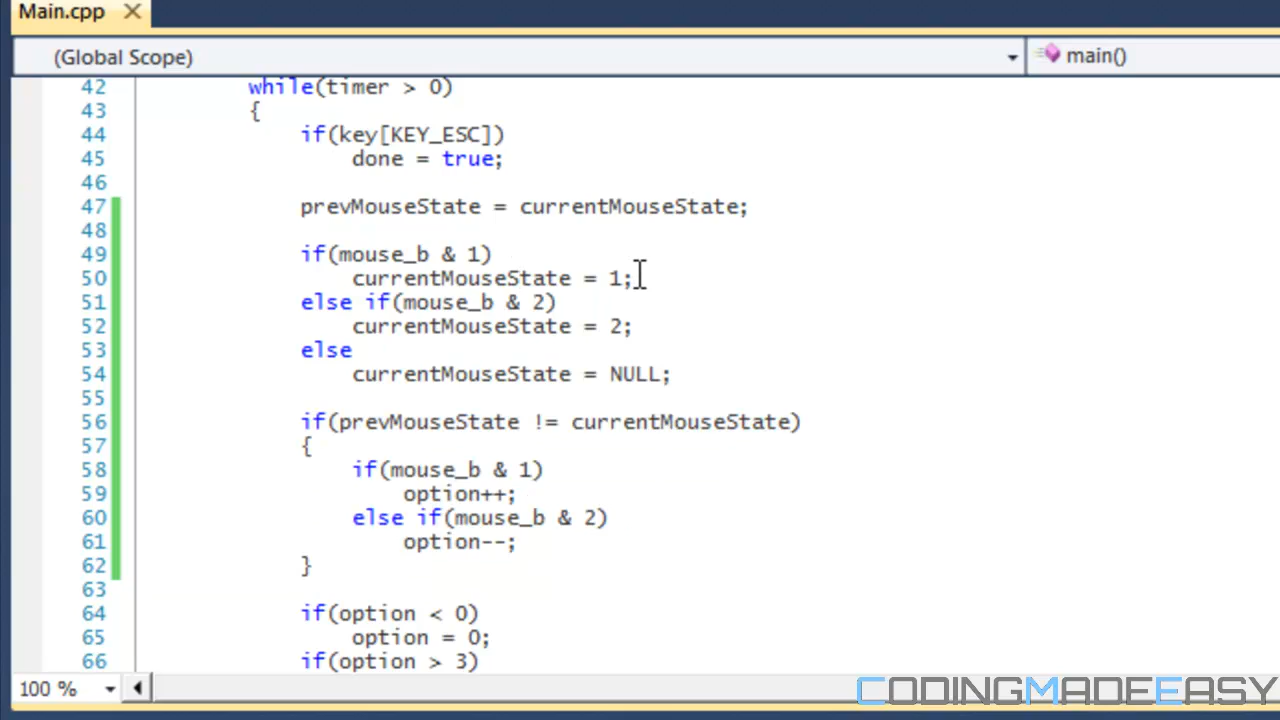 Main.cpp
(Global Scope) main()
42 while(timer > 0)
43 {
44 if(key[KEY_ESC])
45 done = true;
46
47 prevMouseState = currentMouseState;
48
49 if(mouse_b & 1)
50 currentMouseState = 1;
51 else if(mouse_b & 2)
52 currentMouseState = 2;
53 else
54 currentMouseState = NULL;
55
56 if(prevMouseState != currentMouseState)
57 {
58 if(mouse_b & 1)
59 option++;
60 else if(mouse_b & 2)
61 option--;
62 }
63
64 if(option < 0)
65 option = 0;
66 if(option > 3)
100 %
CODINGMADEEASY